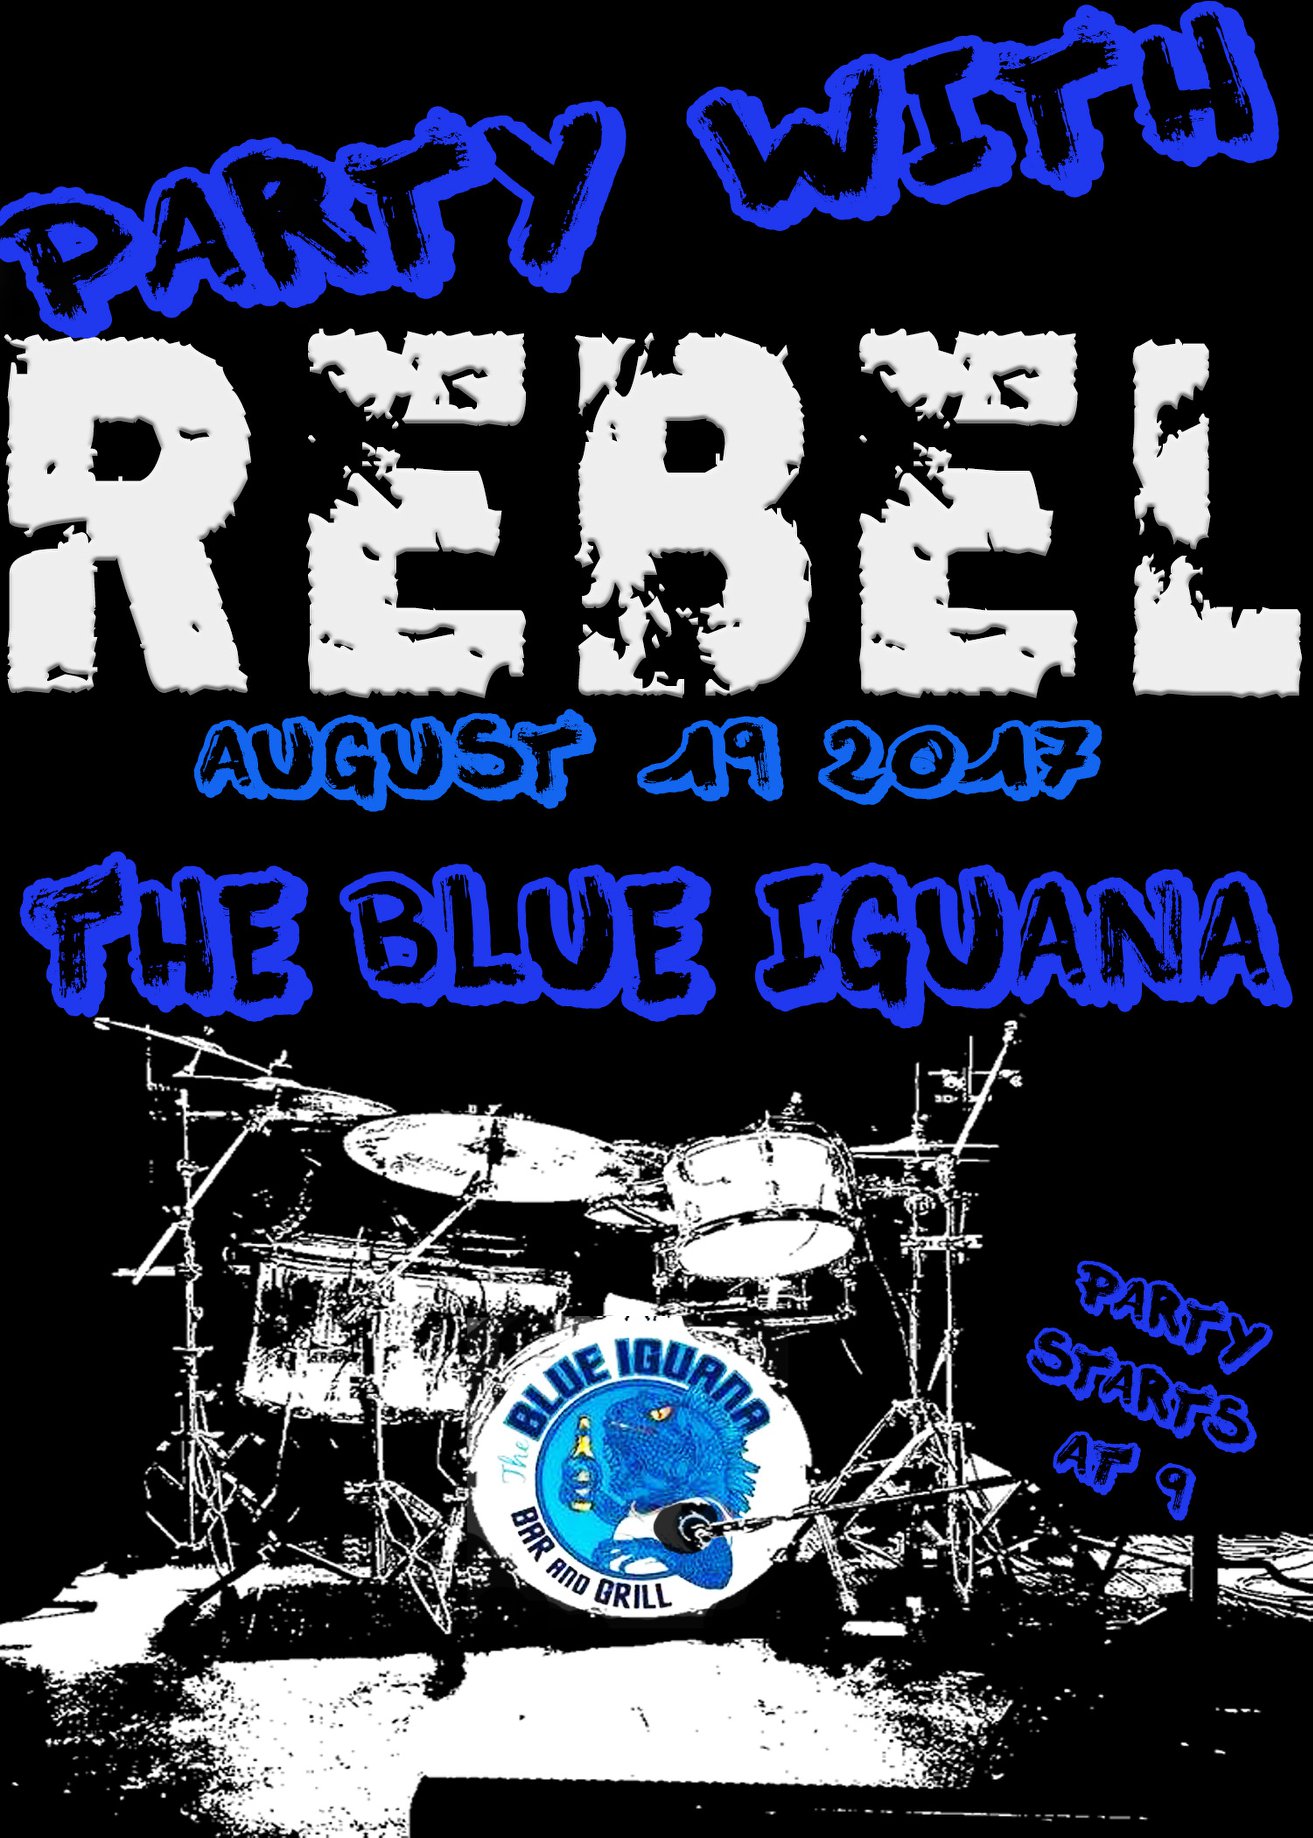 PARTY WITH
REBEL
AUGUST 19 2017
THE BLUE IGUANA
The BLUE IGUANA
BAR AND GRILL
PARTY
STARTS
AT 9